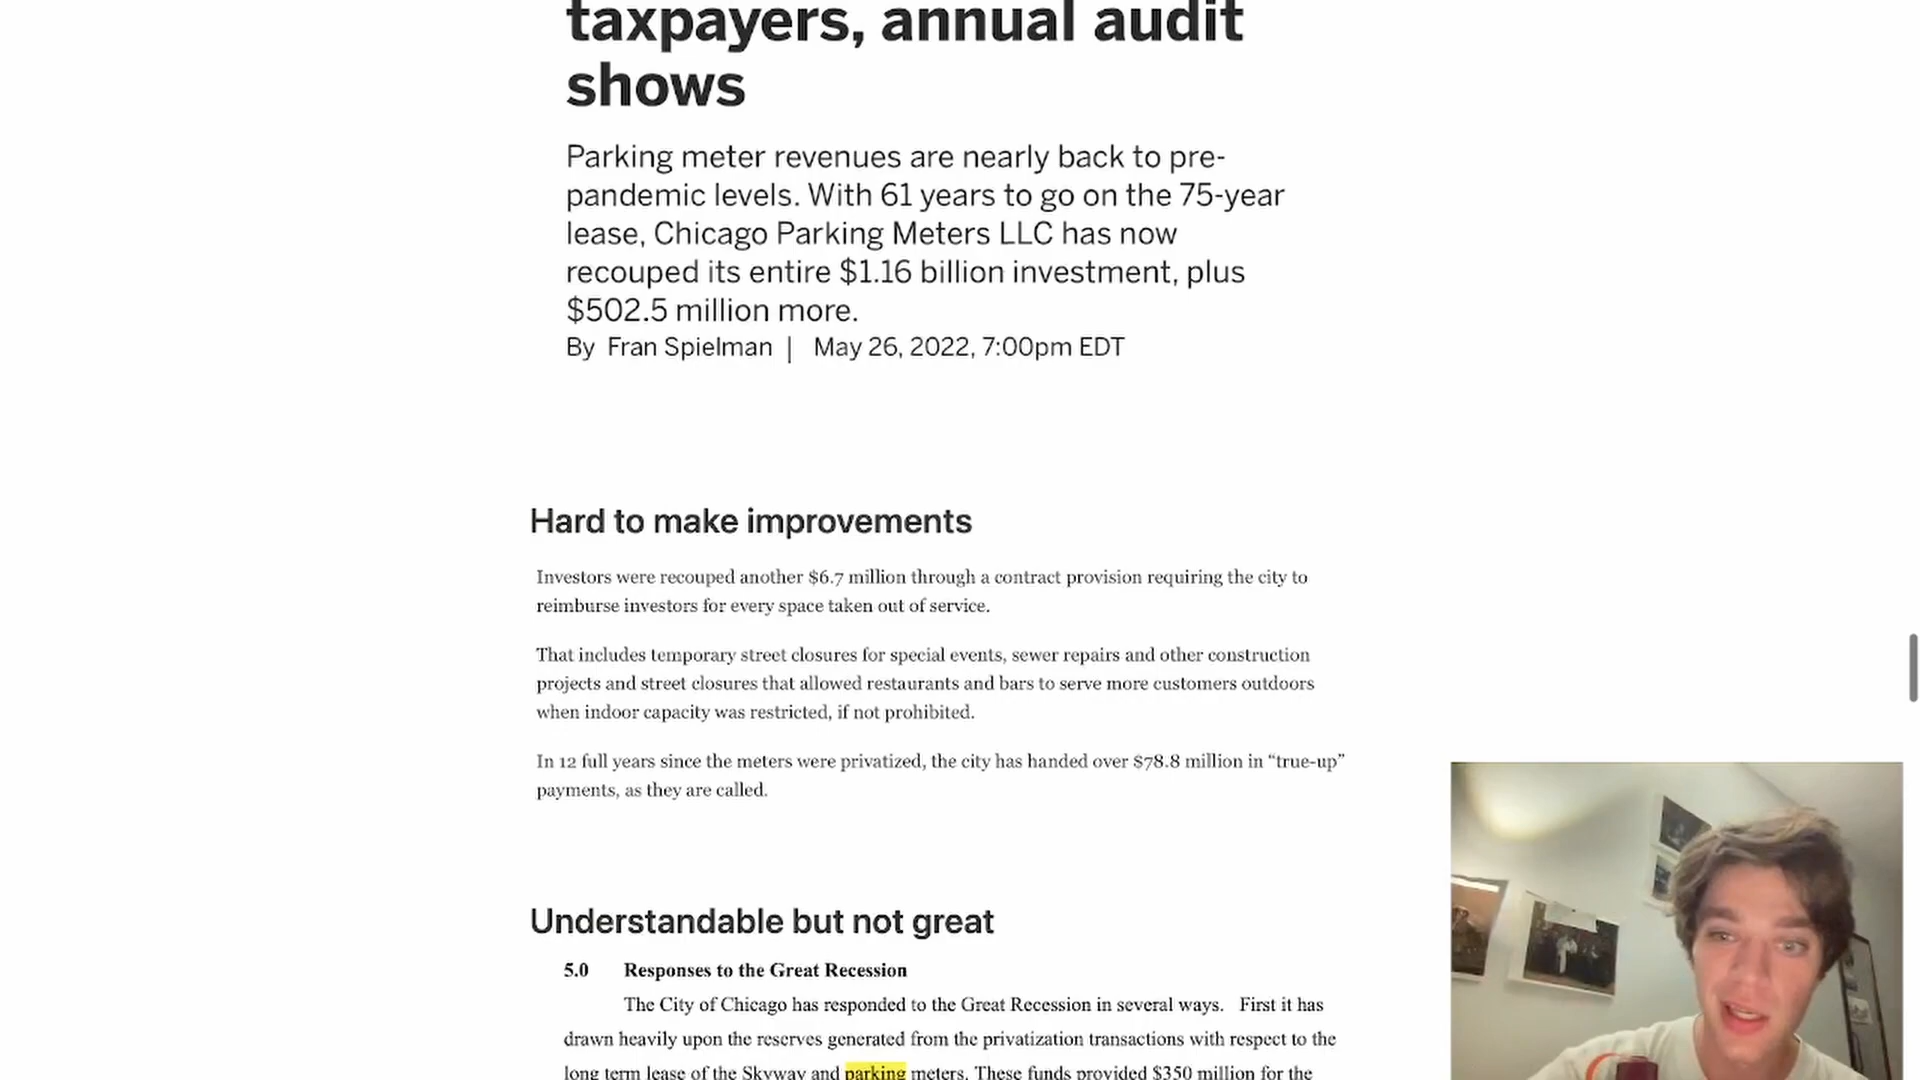 taxpayers, annual audit
shows
Parking meter revenues are nearly back to pre-
pandemic levels. With 61 years to go on the 75-year
lease, Chicago Parking Meters LLC has now
recouped its entire $1.16 billion investment, plus
$502.5 million more.
By Fran Spielman | May 26, 2022, 7:00pm EDT
Hard to make improvements
Investors were recouped another $6.7 million through a contract provision requiring the city to
reimburse investors for every space taken out of service.
That includes temporary street closures for special events, sewer repairs and other construction
projects and street closures that allowed restaurants and bars to serve more customers outdoors
when indoor capacity was restricted, if not prohibited.
In 12 full years since the meters were privatized, the city has handed over $78.8 million in “true-up”
payments, as they are called.
Understandable but not great
5.0 Responses to the Great Recession
The City of Chicago has responded to the Great Recession in several ways. First it has
drawn heavily upon the reserves generated from the privatization transactions with respect to the
long term lease of the Skyway and parking meters. These funds provided $350 million for the